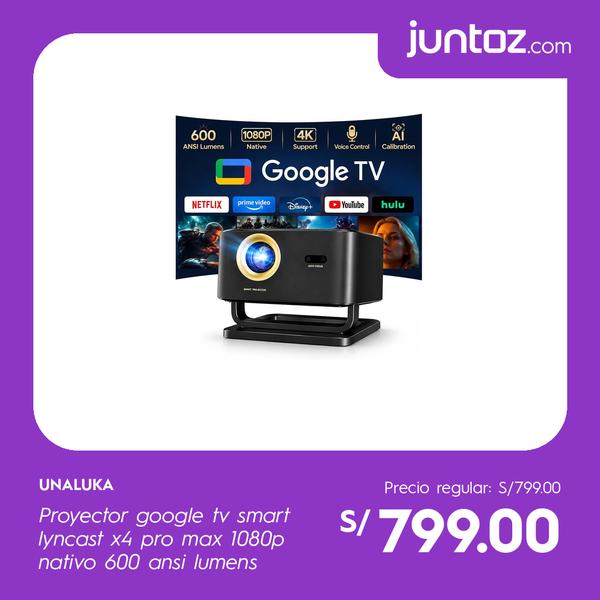 juntoz.com
600 ANSI Lumens
1080P Native
4K Support
Voice Control
AI Calibration
Google TV
NETFLIX
prime video
Disney+
YouTube
hulu
UNALUKA
Proyector google tv smart
lyncast x4 pro max 1080p
nativo 600 ansi lumens
Precio regular: S/799.00
S/799.00